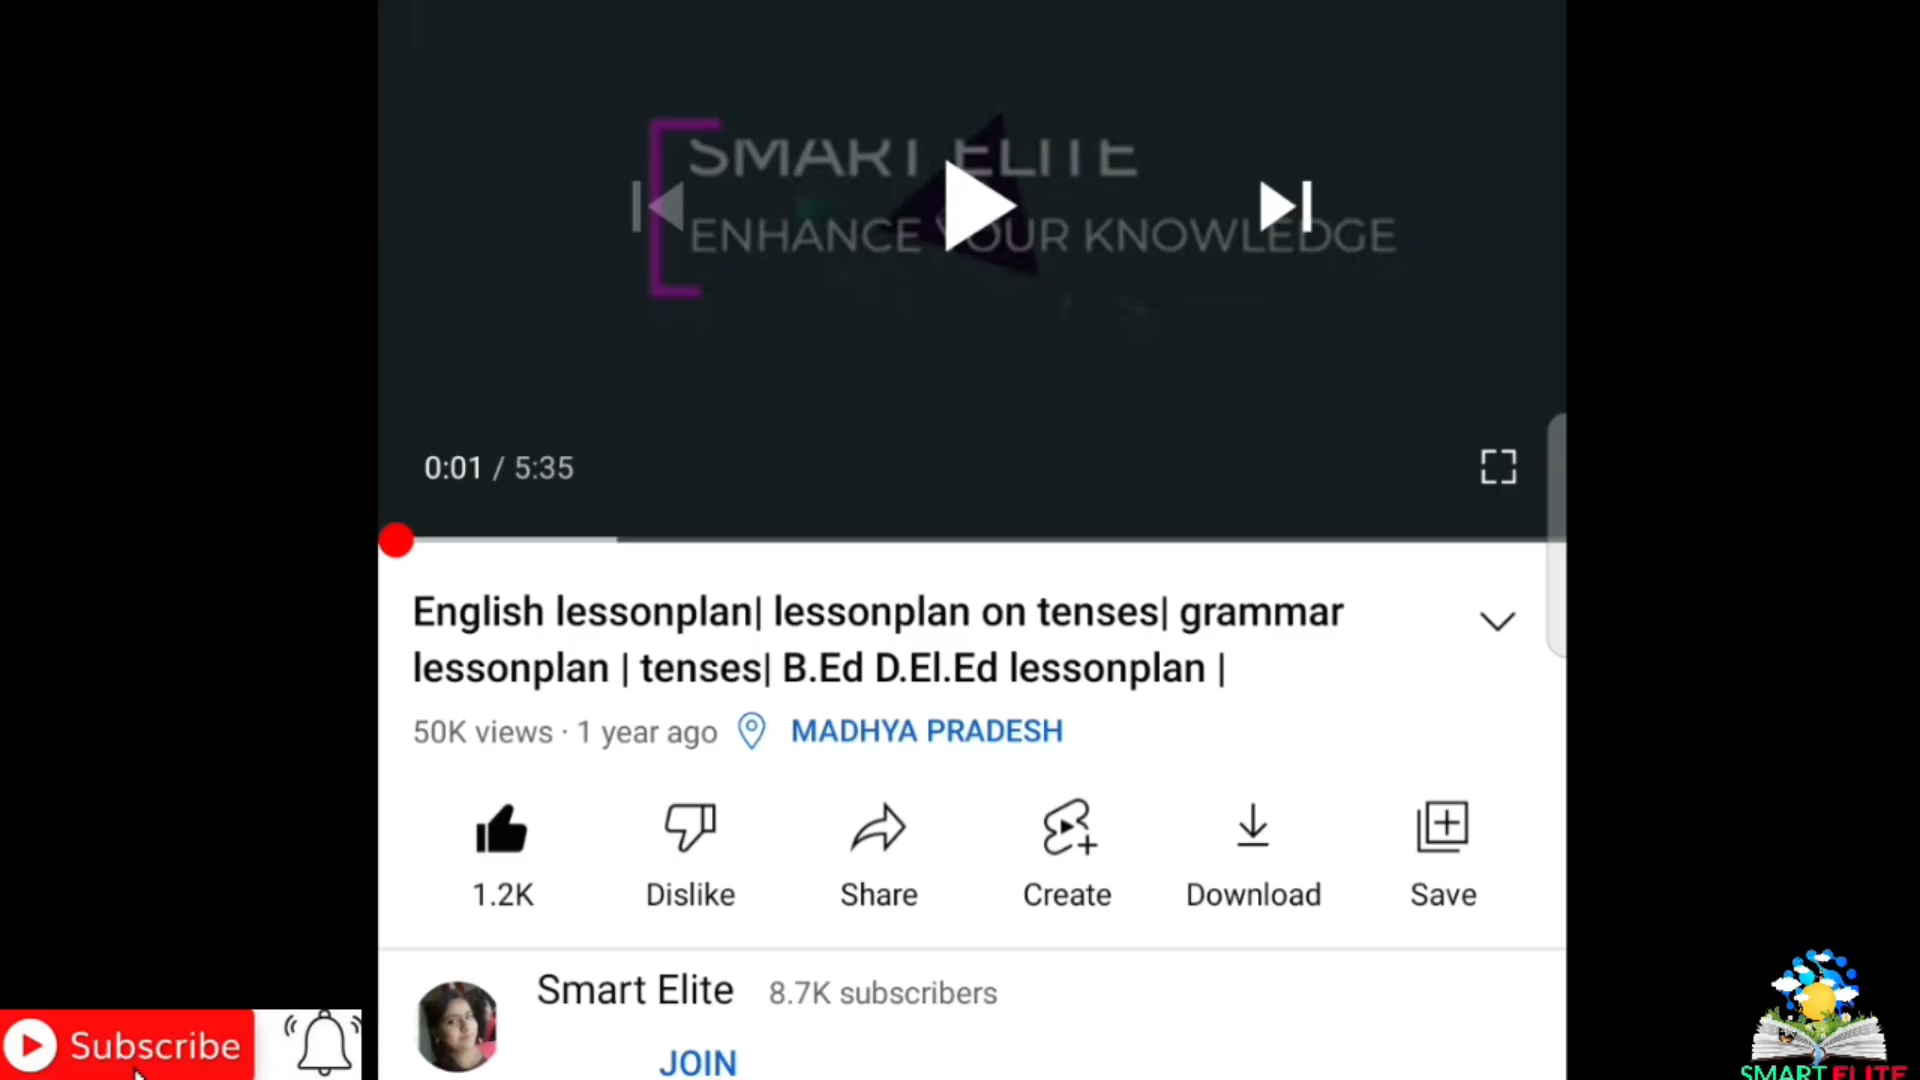 SMART ELITE
ENHANCE YOUR KNOWLEDGE
0:01 / 5:35
English lessonplan| lessonplan on tenses| grammar
lessonplan | tenses| B.Ed D.El.Ed lessonplan |
50K views · 1 year ago MADHYA PRADESH
1.2K Dislike Share Create Download Save
Smart Elite 8.7K subscribers
JOIN
Subscribe
SMART ELITE